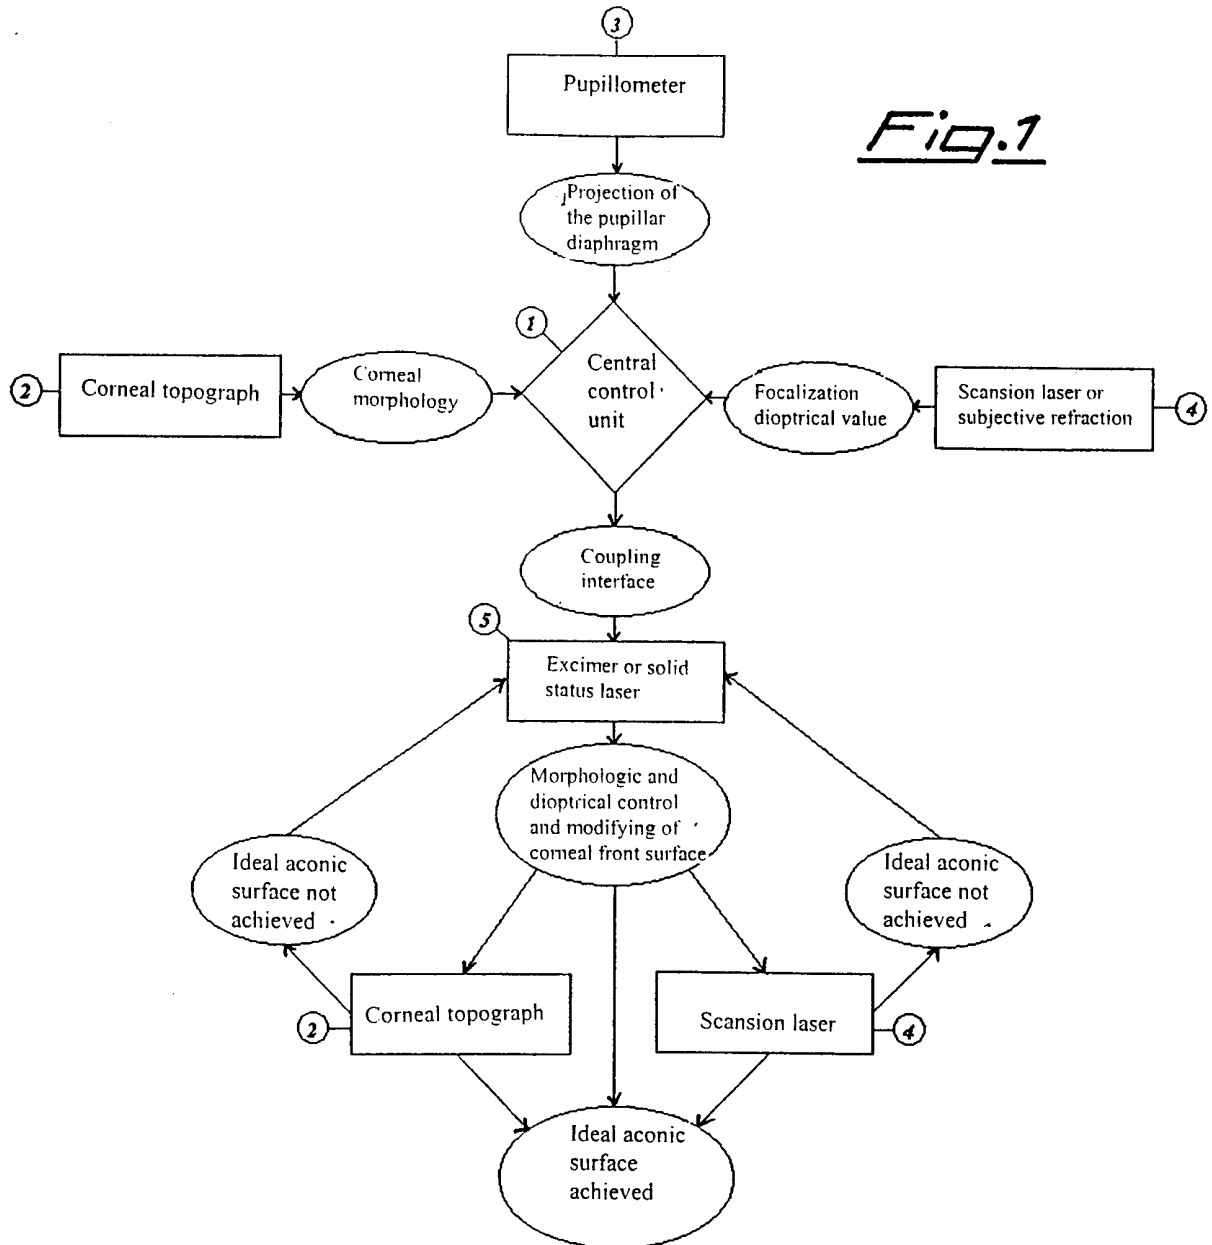 3
Pupillometer
Fig.1
Projection of
the pupillar
diaphragm
1
2
Corneal topograph
Corneal
morphology
Central
control
unit
Focalization
dioptrical value
Scansion laser or
subjective refraction
4
Coupling
interface
5
Excimer or solid
status laser
Morphologic and
dioptrical control
and modifying of
corneal front surface
Ideal aconic
surface not
achieved
Ideal aconic
surface not
achieved
2
Corneal topograph
Scansion laser
4
Ideal aconic
surface
achieved